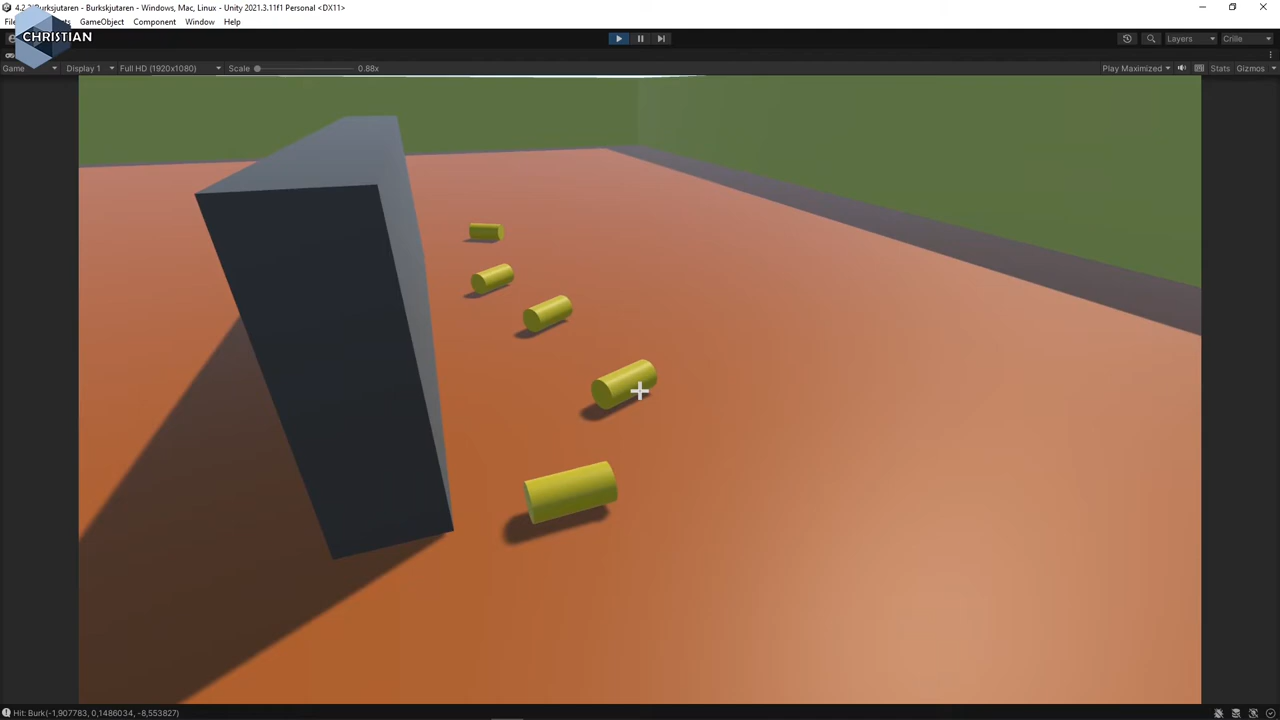 4.2.2 Burksjutaren - Burkskjutaren - Windows, Mac, Linux - Unity 2021.3.11f1 Personal <DX11>
CHRISTIAN
GameObject Component Window Help
Layers Crille
Game Display 1 Full HD (1920x1080) Scale 0.88x Play Maximized Stats Gizmos
Hit: Burk(-1,907783, 0,1486034, -8,553827)